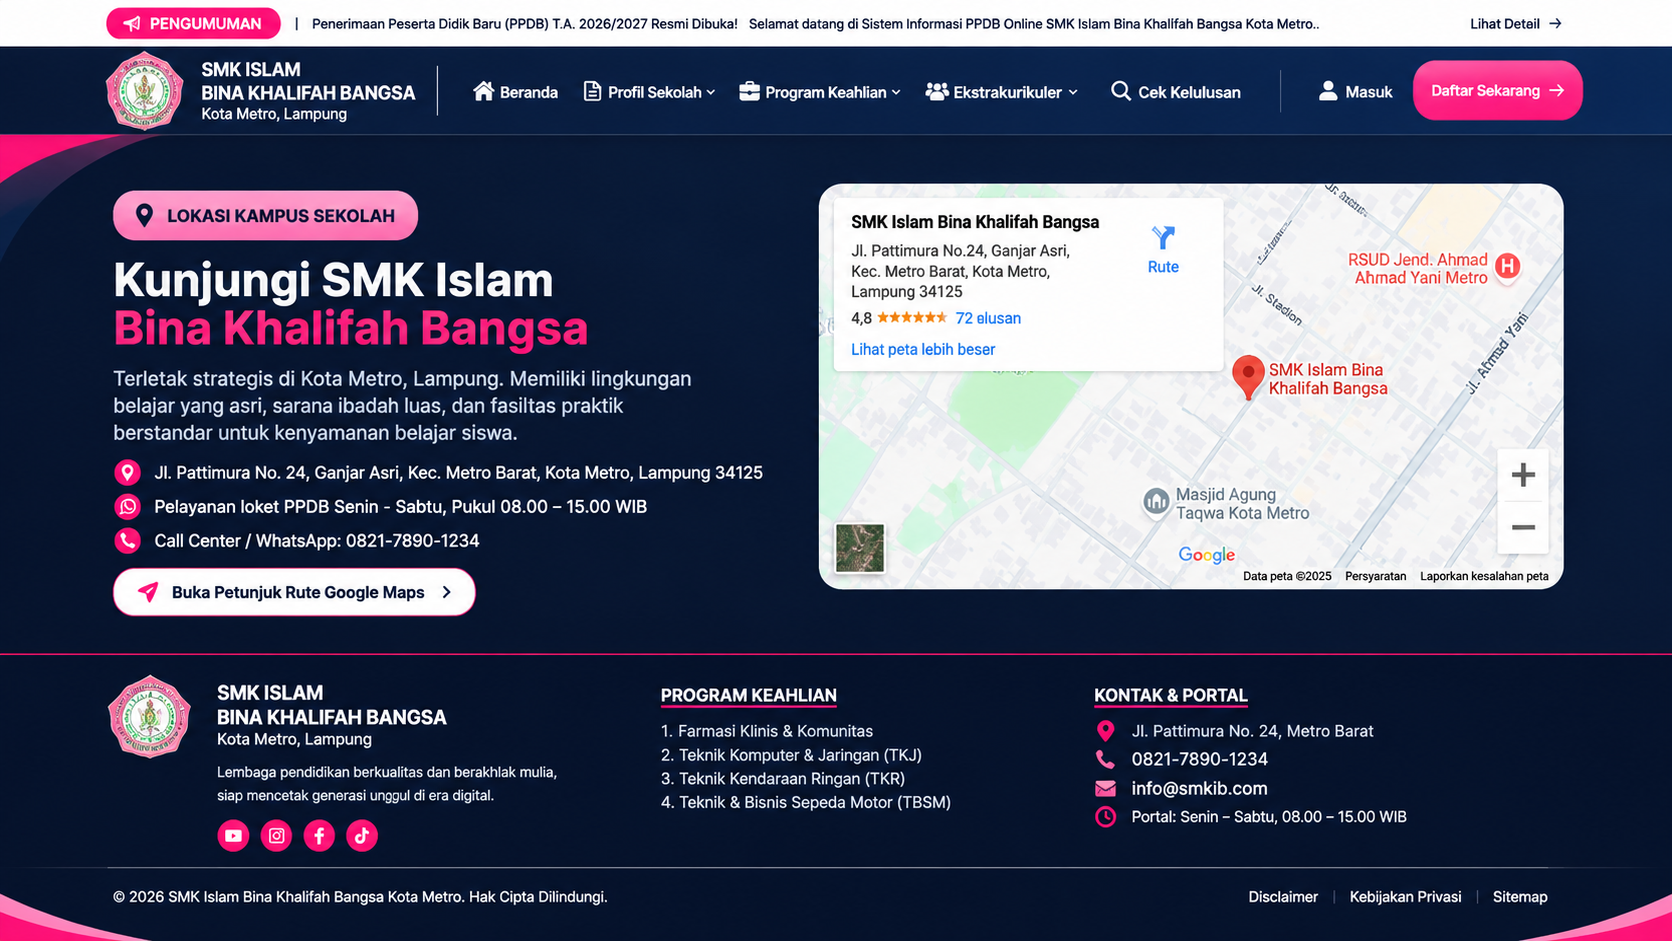 PENGUMUMAN | Penerimaan Peserta Didik Baru (PPDB) T.A. 2026/2027 Resmi Dibuka! Selamat datang di Sistem Informasi PPDB Online SMK Islam Bina Khalifah Bangsa Kota Metro.. Lihat Detail
SMK ISLAM
BINA KHALIFAH BANGSA
Kota Metro, Lampung
Beranda Profil Sekolah Program Keahlian Ekstrakurikuler Cek Kelulusan Masuk Daftar Sekarang
LOKASI KAMPUS SEKOLAH
Kunjungi SMK Islam
Bina Khalifah Bangsa
Terletak strategis di Kota Metro, Lampung. Memiliki lingkungan
belajar yang asri, sarana ibadah luas, dan fasiltas praktik
berstandar untuk kenyamanan belajar siswa.
Jl. Pattimura No. 24, Ganjar Asri, Kec. Metro Barat, Kota Metro, Lampung 34125
Pelayanan loket PPDB Senin - Sabtu, Pukul 08.00 – 15.00 WIB
Call Center / WhatsApp: 0821-7890-1234
Buka Petunjuk Rute Google Maps
SMK Islam Bina Khalifah Bangsa
Jl. Pattimura No.24, Ganjar Asri,
Kec. Metro Barat, Kota Metro,
Lampung 34125
4,8 72 elusan
Lihat peta lebih beser
Rute
RSUD Jend. Ahmad
Ahmad Yani Metro
Jl. Stadion
Jl. Ahmad Yani
SMK Islam Bina
Khalifah Bangsa
Masjid Agung
Taqwa Kota Metro
Google
Data peta ©2025 Persyaratan Laporkan kesalahan peta
SMK ISLAM
BINA KHALIFAH BANGSA
Kota Metro, Lampung
Lembaga pendidikan berkualitas dan berakhlak mulia,
siap mencetak generasi unggul di era digital.
PROGRAM KEAHLIAN
1. Farmasi Klinis & Komunitas
2. Teknik Komputer & Jaringan (TKJ)
3. Teknik Kendaraan Ringan (TKR)
4. Teknik & Bisnis Sepeda Motor (TBSM)
KONTAK & PORTAL
Jl. Pattimura No. 24, Metro Barat
0821-7890-1234
info@smkib.com
Portal: Senin – Sabtu, 08.00 – 15.00 WIB
© 2026 SMK Islam Bina Khalifah Bangsa Kota Metro. Hak Cipta Dilindungi.
Disclaimer | Kebijakan Privasi | Sitemap